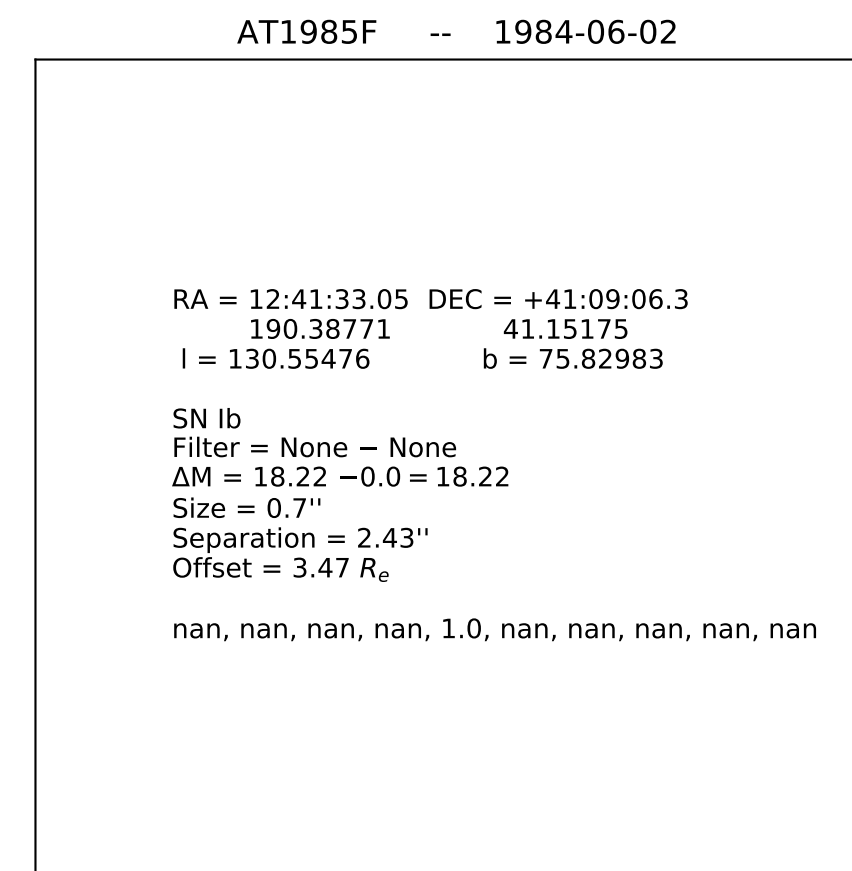 AT1985F -- 1984-06-02
RA = 12:41:33.05 DEC = +41:09:06.3
190.38771 41.15175
l = 130.55476 b = 75.82983
SN Ib
Filter = None − None
ΔM = 18.22 −0.0 = 18.22
Size = 0.7''
Separation = 2.43''
Offset = 3.47 Re
nan, nan, nan, nan, 1.0, nan, nan, nan, nan, nan